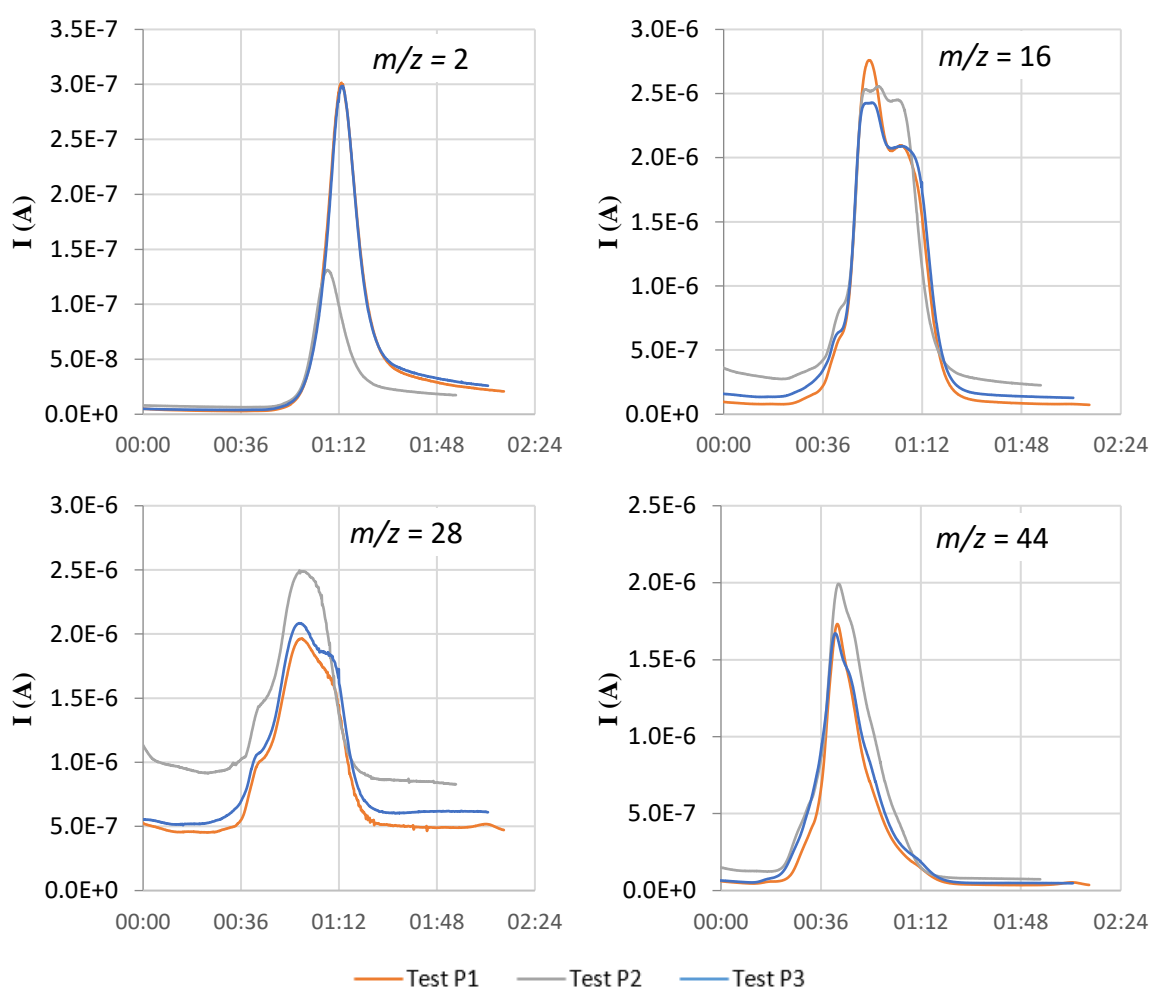 m/z = 2
3.5E-7
3.0E-7
2.5E-7
2.0E-7
1.5E-7
1.0E-7
5.0E-8
0.0E+0
I (A)
00:00 00:36 01:12 01:48 02:24
m/z = 16
3.0E-6
2.5E-6
2.0E-6
1.5E-6
1.0E-6
5.0E-7
0.0E+0
I (A)
00:00 00:36 01:12 01:48 02:24
m/z = 28
3.0E-6
2.5E-6
2.0E-6
1.5E-6
1.0E-6
5.0E-7
0.0E+0
I (A)
00:00 00:36 01:12 01:48 02:24
m/z = 44
2.5E-6
2.0E-6
1.5E-6
1.0E-6
5.0E-7
0.0E+0
I (A)
00:00 00:36 01:12 01:48 02:24
Test P1 Test P2 Test P3